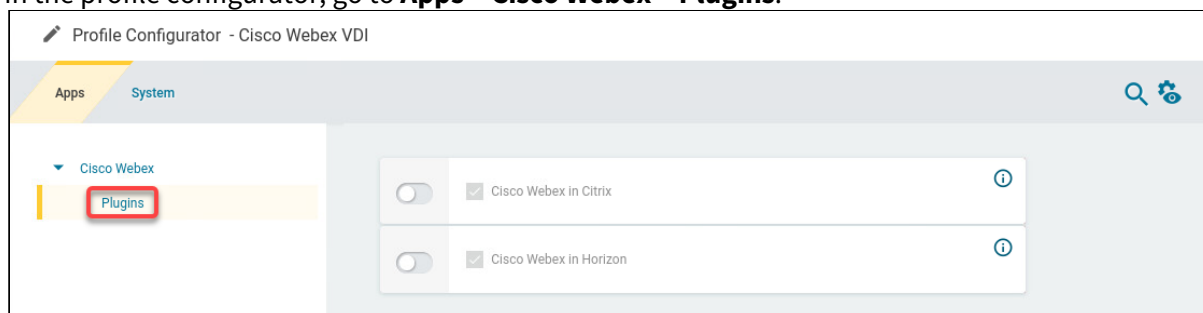 In the profile configurator, go to Apps > Cisco Webex > Plugins.
Profile Configurator - Cisco Webex VDI
Apps
System
Cisco Webex
Plugins
Cisco Webex in Citrix
Cisco Webex in Horizon